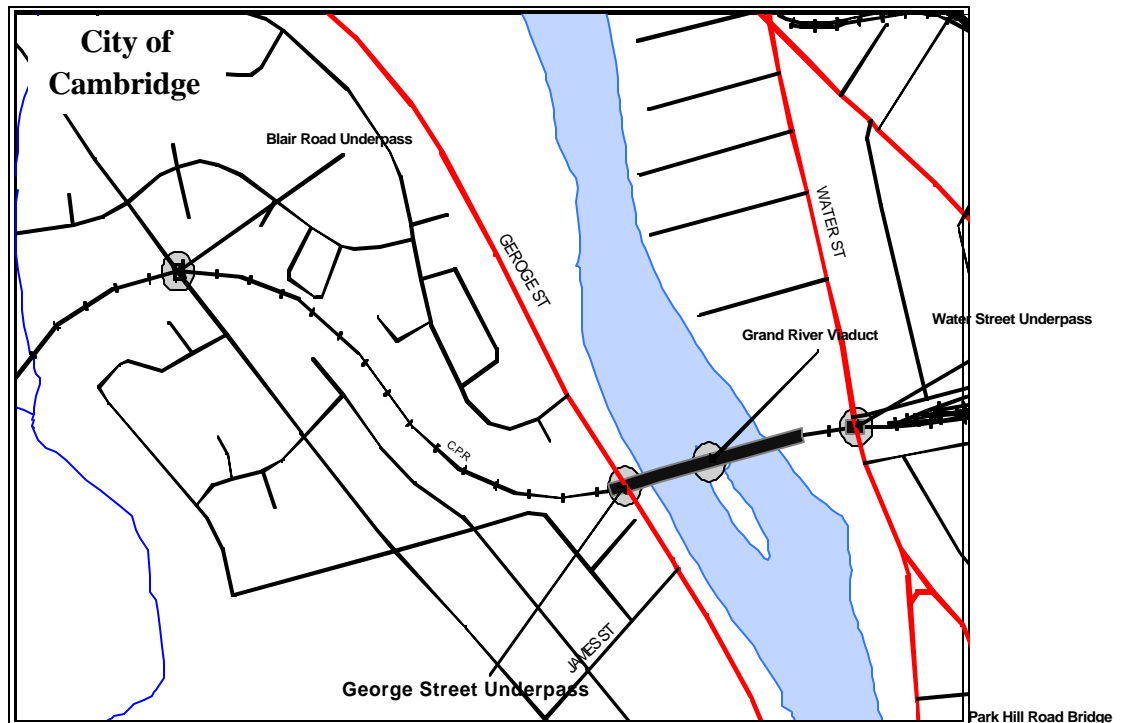 City of
Cambridge
Blair Road Underpass
WATER ST
GEROGE ST
Water Street Underpass
Grand River Viaduct
C.P.R
JAMES ST
George Street Underpass
Park Hill Road Bridge